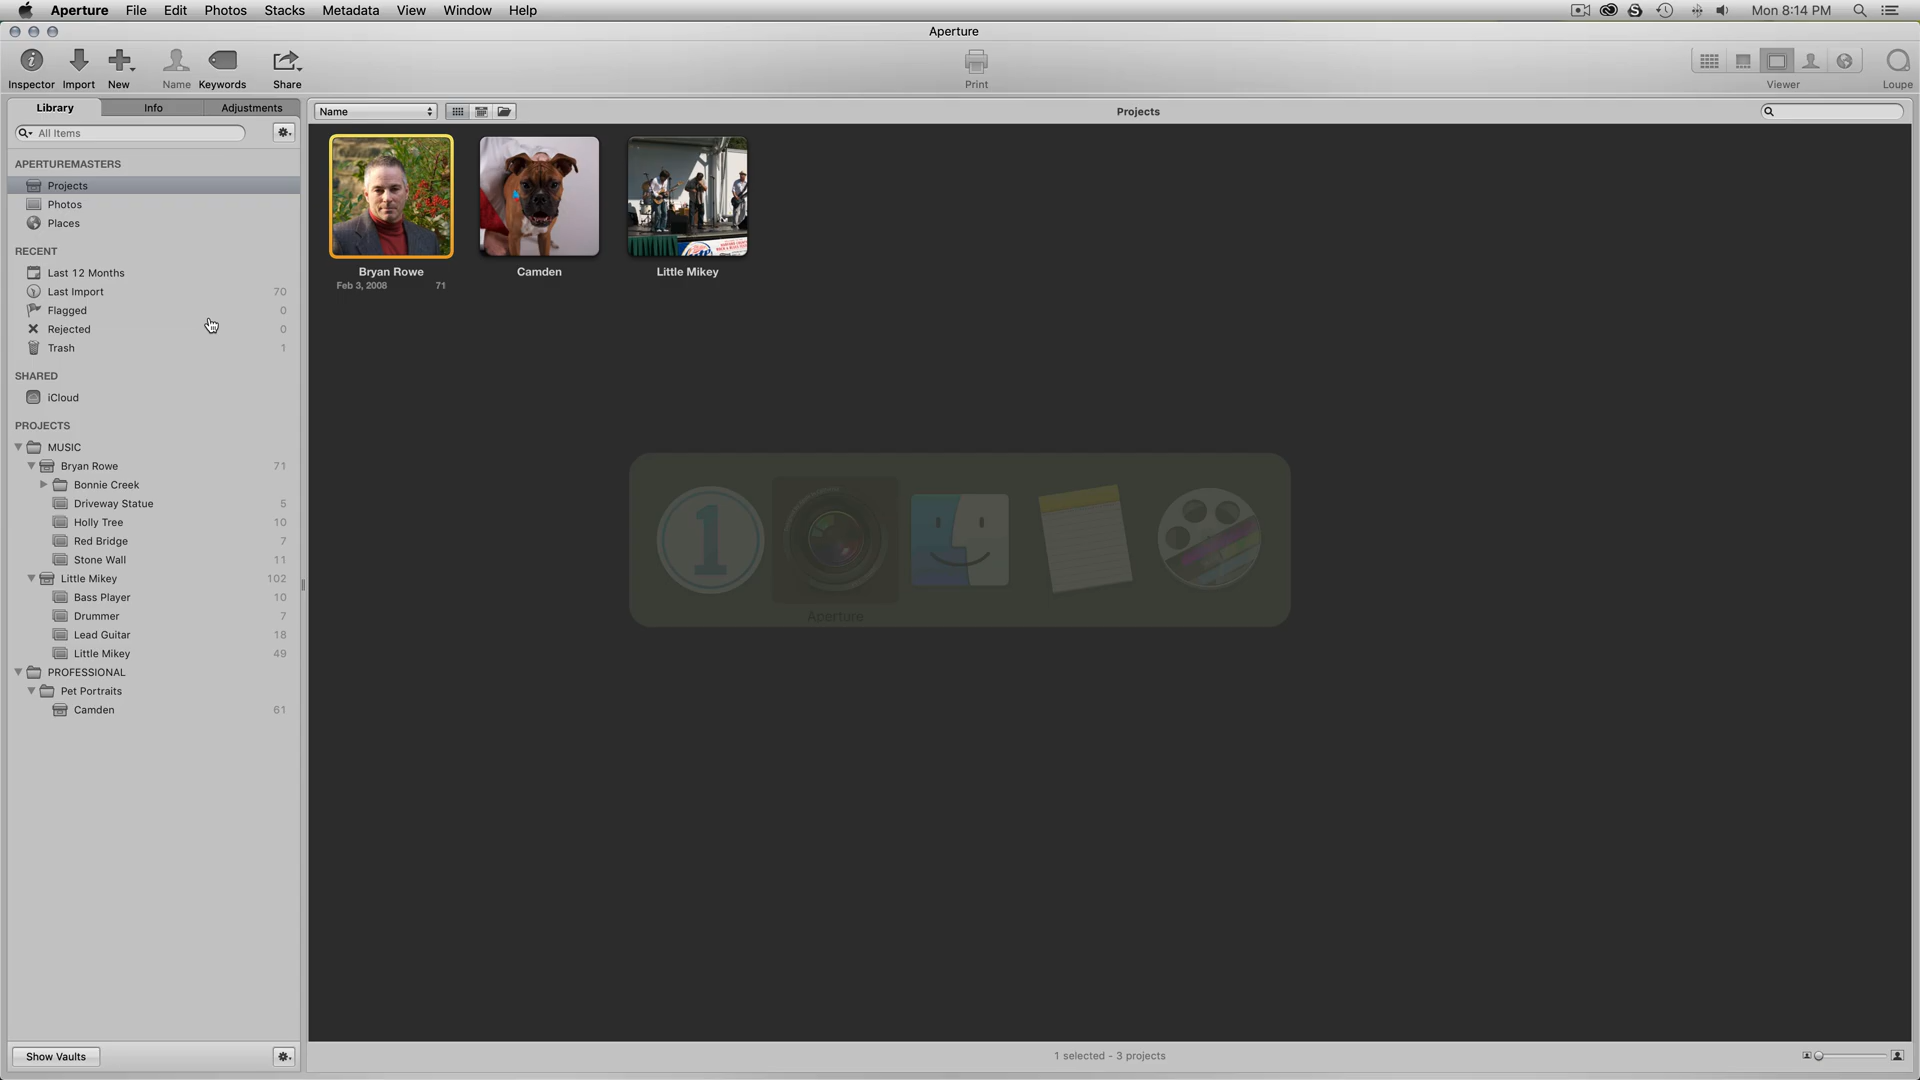 Aperture File Edit Photos Stacks Metadata View Window Help Mon 8:14 PM
Aperture
Inspector Import New Name Keywords Share Print Viewer Loupe
Library Info Adjustments
Name Projects
All Items
APERTUREMASTERS
Projects
Photos
Places
RECENT
Last 12 Months
Last Import 70
Flagged 0
Rejected 0
Trash 1
SHARED
iCloud
PROJECTS
MUSIC
Bryan Rowe 71
Bonnie Creek
Driveway Statue 5
Holly Tree 10
Red Bridge 7
Stone Wall 11
Little Mikey 102
Bass Player 10
Drummer 7
Lead Guitar 18
Little Mikey 49
PROFESSIONAL
Pet Portraits
Camden 61
Show Vaults
Bryan Rowe Camden Little Mikey
Feb 3, 2008 71
1
Aperture
1 selected - 3 projects